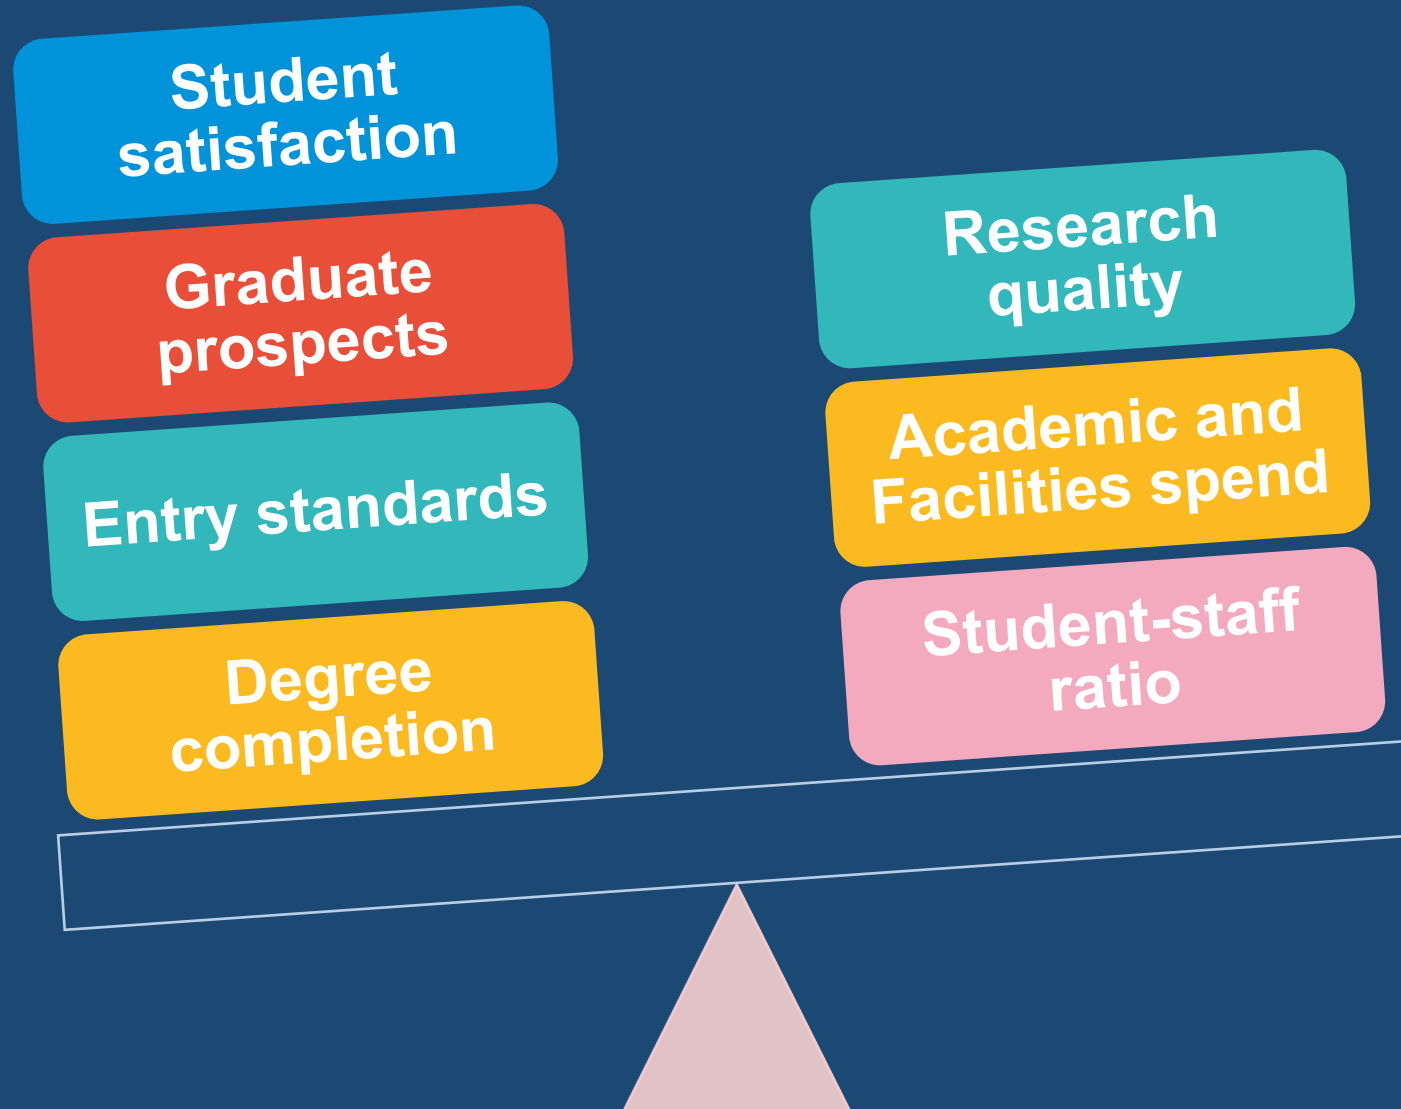 Student
satisfaction
Graduate
prospects
Entry standards
Degree
completion
Research
quality
Academic and
Facilities spend
Student-staff
ratio